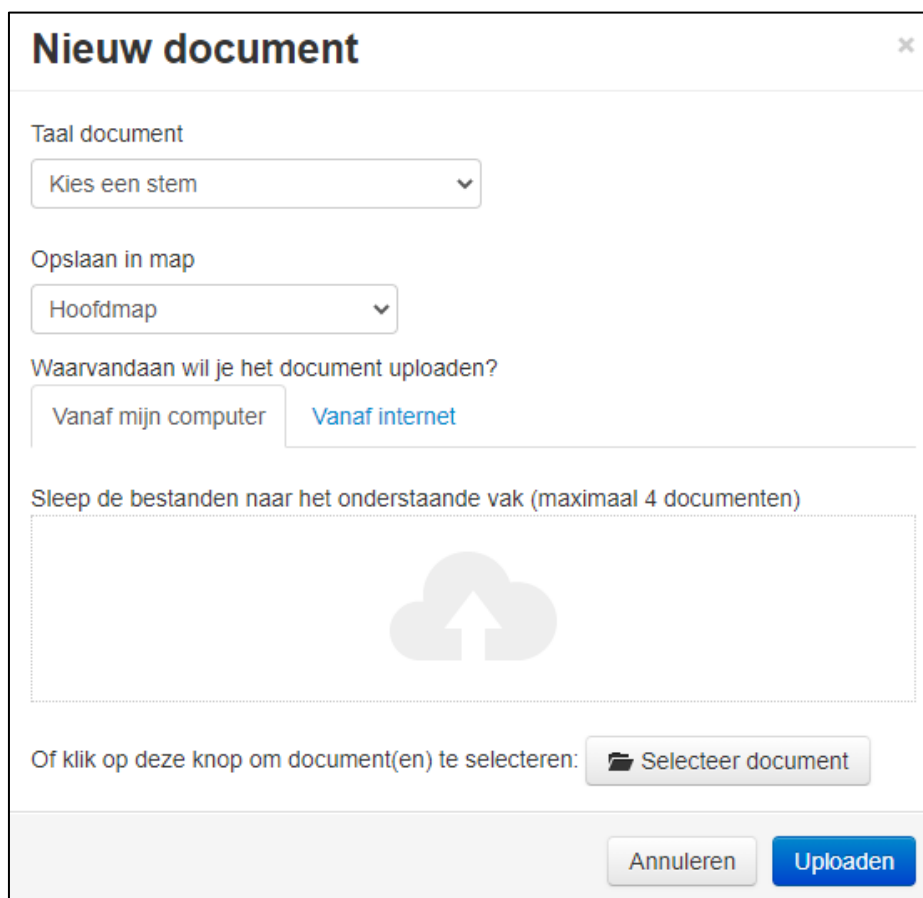 Nieuw document
×
Taal document
Kies een stem
Opslaan in map
Hoofdmap
Waarvandaan wil je het document uploaden?
Vanaf mijn computer Vanaf internet
Sleep de bestanden naar het onderstaande vak (maximaal 4 documenten)
Of klik op deze knop om document(en) te selecteren: Selecteer document
Annuleren Uploaden